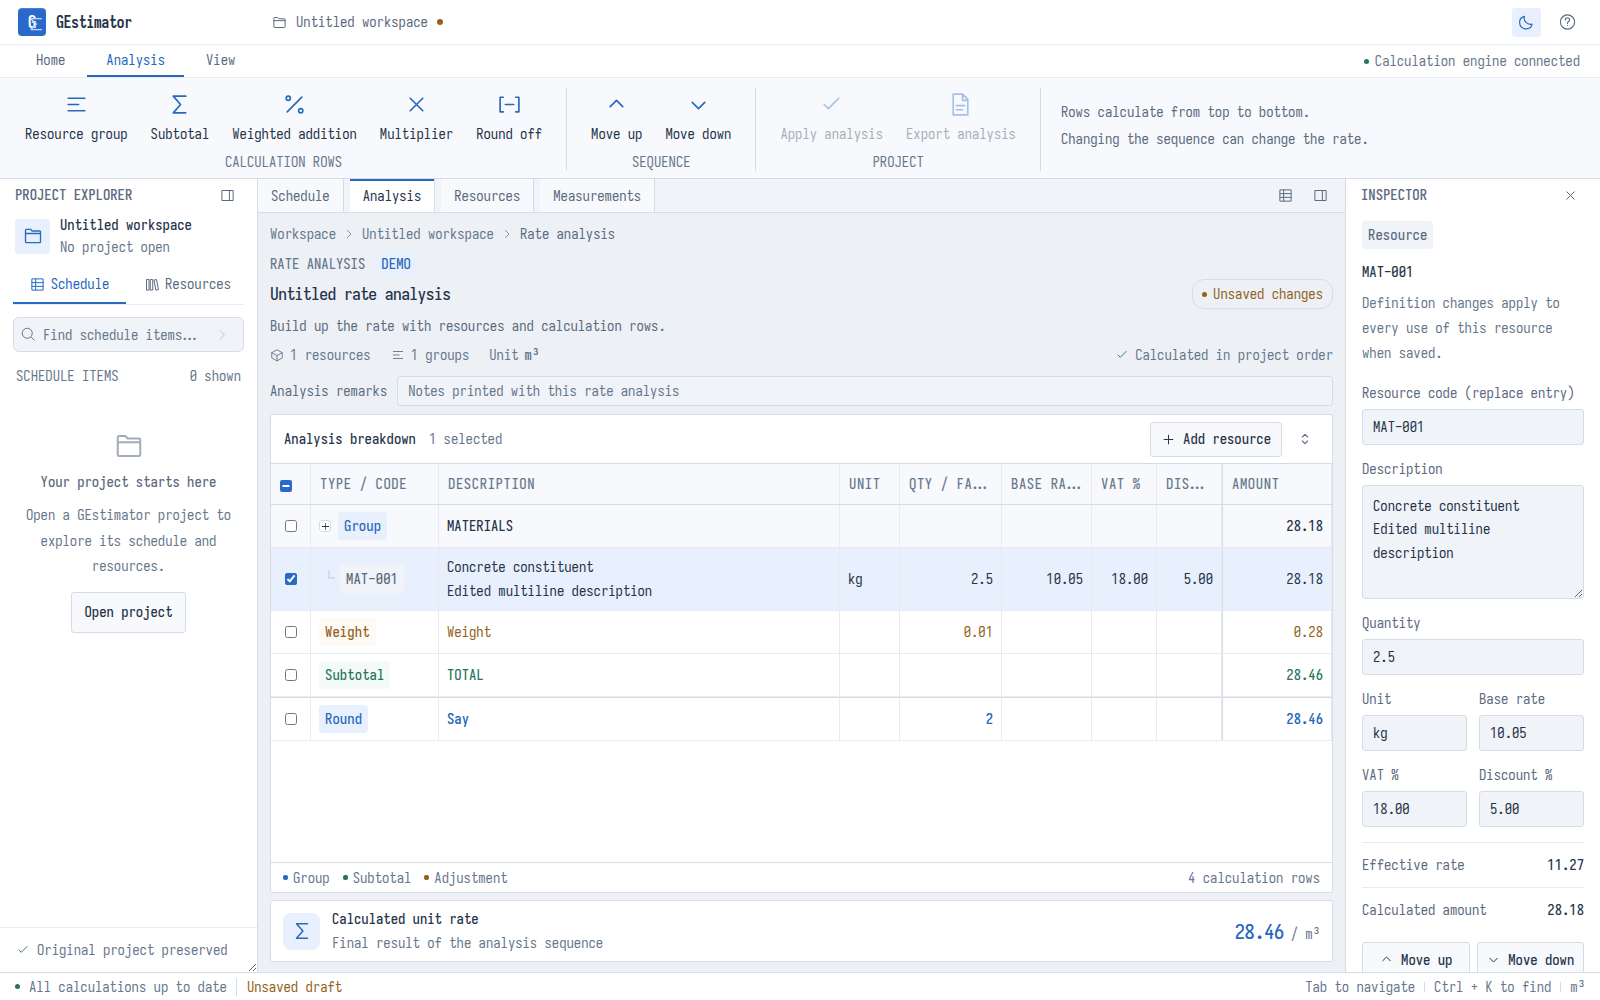 GEstimator
Untitled workspace
Home
Analysis
View
Calculation engine connected
Resource group
Subtotal
Weighted addition
Multiplier
Round off
Move up
Move down
Apply analysis
Export analysis
Rows calculate from top to bottom.
Changing the sequence can change the rate.
CALCULATION ROWS
SEQUENCE
PROJECT
PROJECT EXPLORER
Untitled workspace
No project open
Schedule
Resources
Find schedule items...
SCHEDULE ITEMS
0 shown
Your project starts here
Open a GEstimator project to
explore its schedule and
resources.
Open project
Original project preserved
Schedule
Analysis
Resources
Measurements
Workspace > Untitled workspace > Rate analysis
RATE ANALYSIS DEMO
Untitled rate analysis
Unsaved changes
Build up the rate with resources and calculation rows.
1 resources
1 groups
Unit m³
Calculated in project order
Analysis remarks
Notes printed with this rate analysis
Analysis breakdown
1 selected
Add resource
TYPE / CODE
DESCRIPTION
UNIT
QTY / FA...
BASE RA...
VAT %
DIS...
AMOUNT
Group
MATERIALS
28.18
MAT-001
Concrete constituent
Edited multiline description
kg
2.5
10.05
18.00
5.00
28.18
Weight
Weight
0.01
0.28
Subtotal
TOTAL
28.46
Round
Say
2
28.46
Group
Subtotal
Adjustment
4 calculation rows
Calculated unit rate
Final result of the analysis sequence
28.46 / m³
INSPECTOR
Resource
MAT-001
Definition changes apply to
every use of this resource
when saved.
Resource code (replace entry)
MAT-001
Description
Concrete constituent
Edited multiline
description
Quantity
2.5
Unit
Base rate
kg
10.05
VAT %
Discount %
18.00
5.00
Effective rate
11.27
Calculated amount
28.18
Move up
Move down
All calculations up to date
Unsaved draft
Tab to navigate
Ctrl + K to find
m³